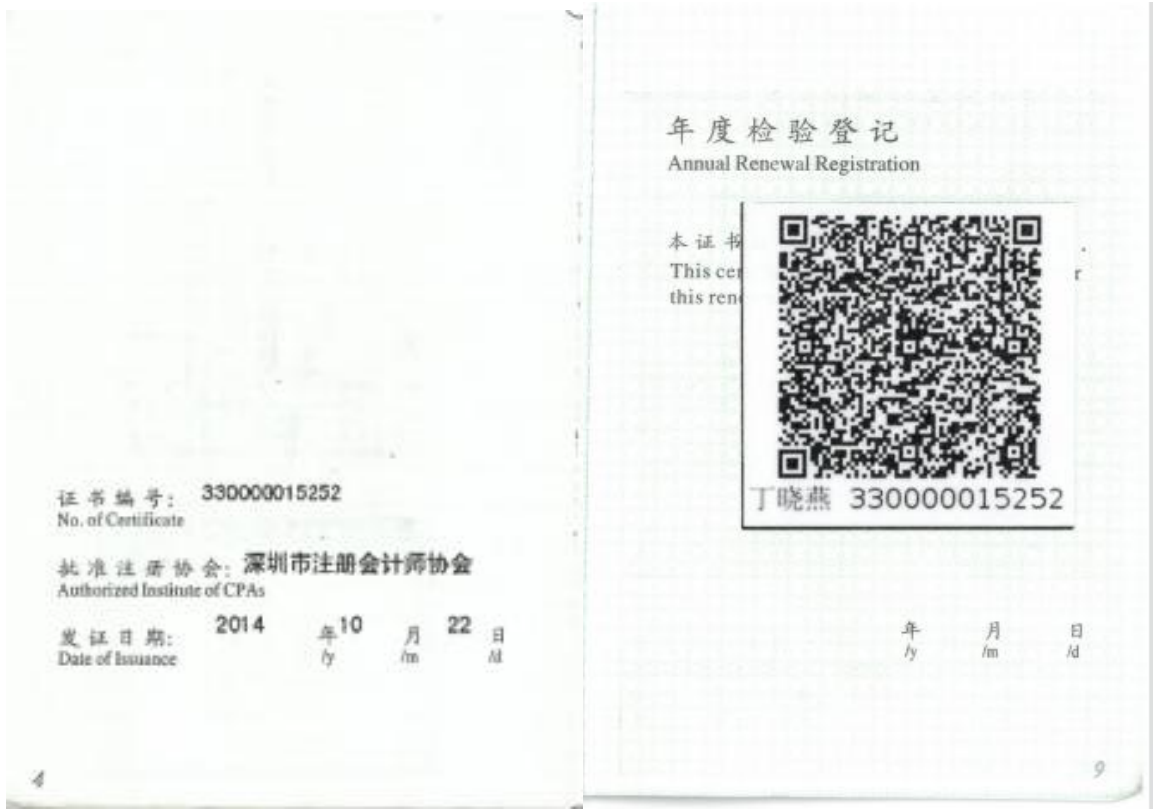 证书编号: 330000015252
No. of Certificate
批准注册协会: 深圳市注册会计师协会
Authorized Institute of CPAs
发证日期: 2014 年 10 月 22 日
Date of Issuance /y /m /d
4
年度检验登记
Annual Renewal Registration
本证书
This cer r
this rene
丁晓燕 330000015252
年 月 日
/y /m /d
9